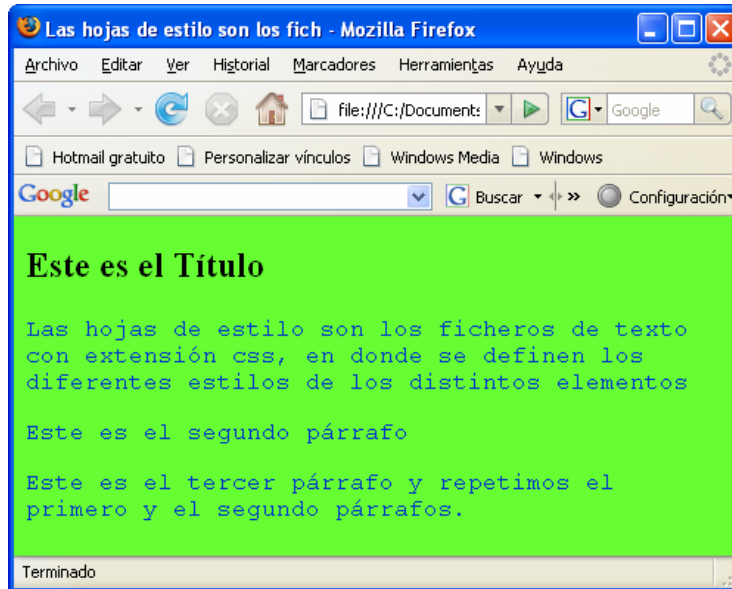 Las hojas de estilo son los fich - Mozilla Firefox
Archivo Editar Ver Historial Marcadores Herramientas Ayuda
file:///C:/Documents G Google
Hotmail gratuito Personalizar vínculos Windows Media Windows
Google G Buscar Configuración
Este es el Título
Las hojas de estilo son los ficheros de texto
con extensión css, en donde se definen los
diferentes estilos de los distintos elementos
Este es el segundo párrafo
Este es el tercer párrafo y repetimos el
primero y el segundo párrafos.
Terminado